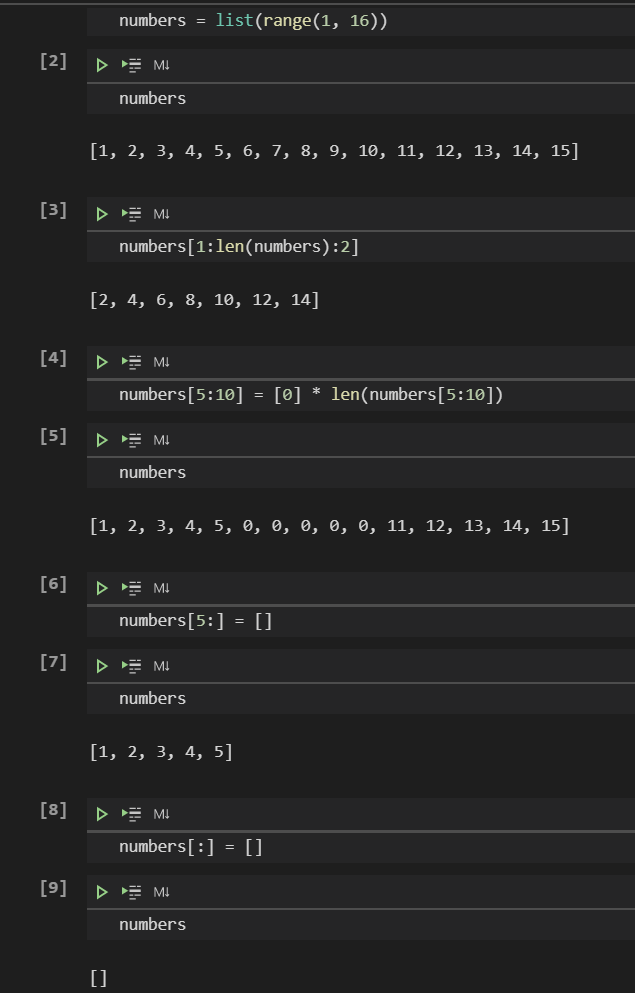 numbers = list(range(1, 16))
[2] M↓
numbers
[1, 2, 3, 4, 5, 6, 7, 8, 9, 10, 11, 12, 13, 14, 15]
[3] M↓
numbers[1:len(numbers):2]
[2, 4, 6, 8, 10, 12, 14]
[4] M↓
numbers[5:10] = [0] * len(numbers[5:10])
[5] M↓
numbers
[1, 2, 3, 4, 5, 0, 0, 0, 0, 0, 11, 12, 13, 14, 15]
[6] M↓
numbers[5:] = []
[7] M↓
numbers
[1, 2, 3, 4, 5]
[8] M↓
numbers[:] = []
[9] M↓
numbers
[]